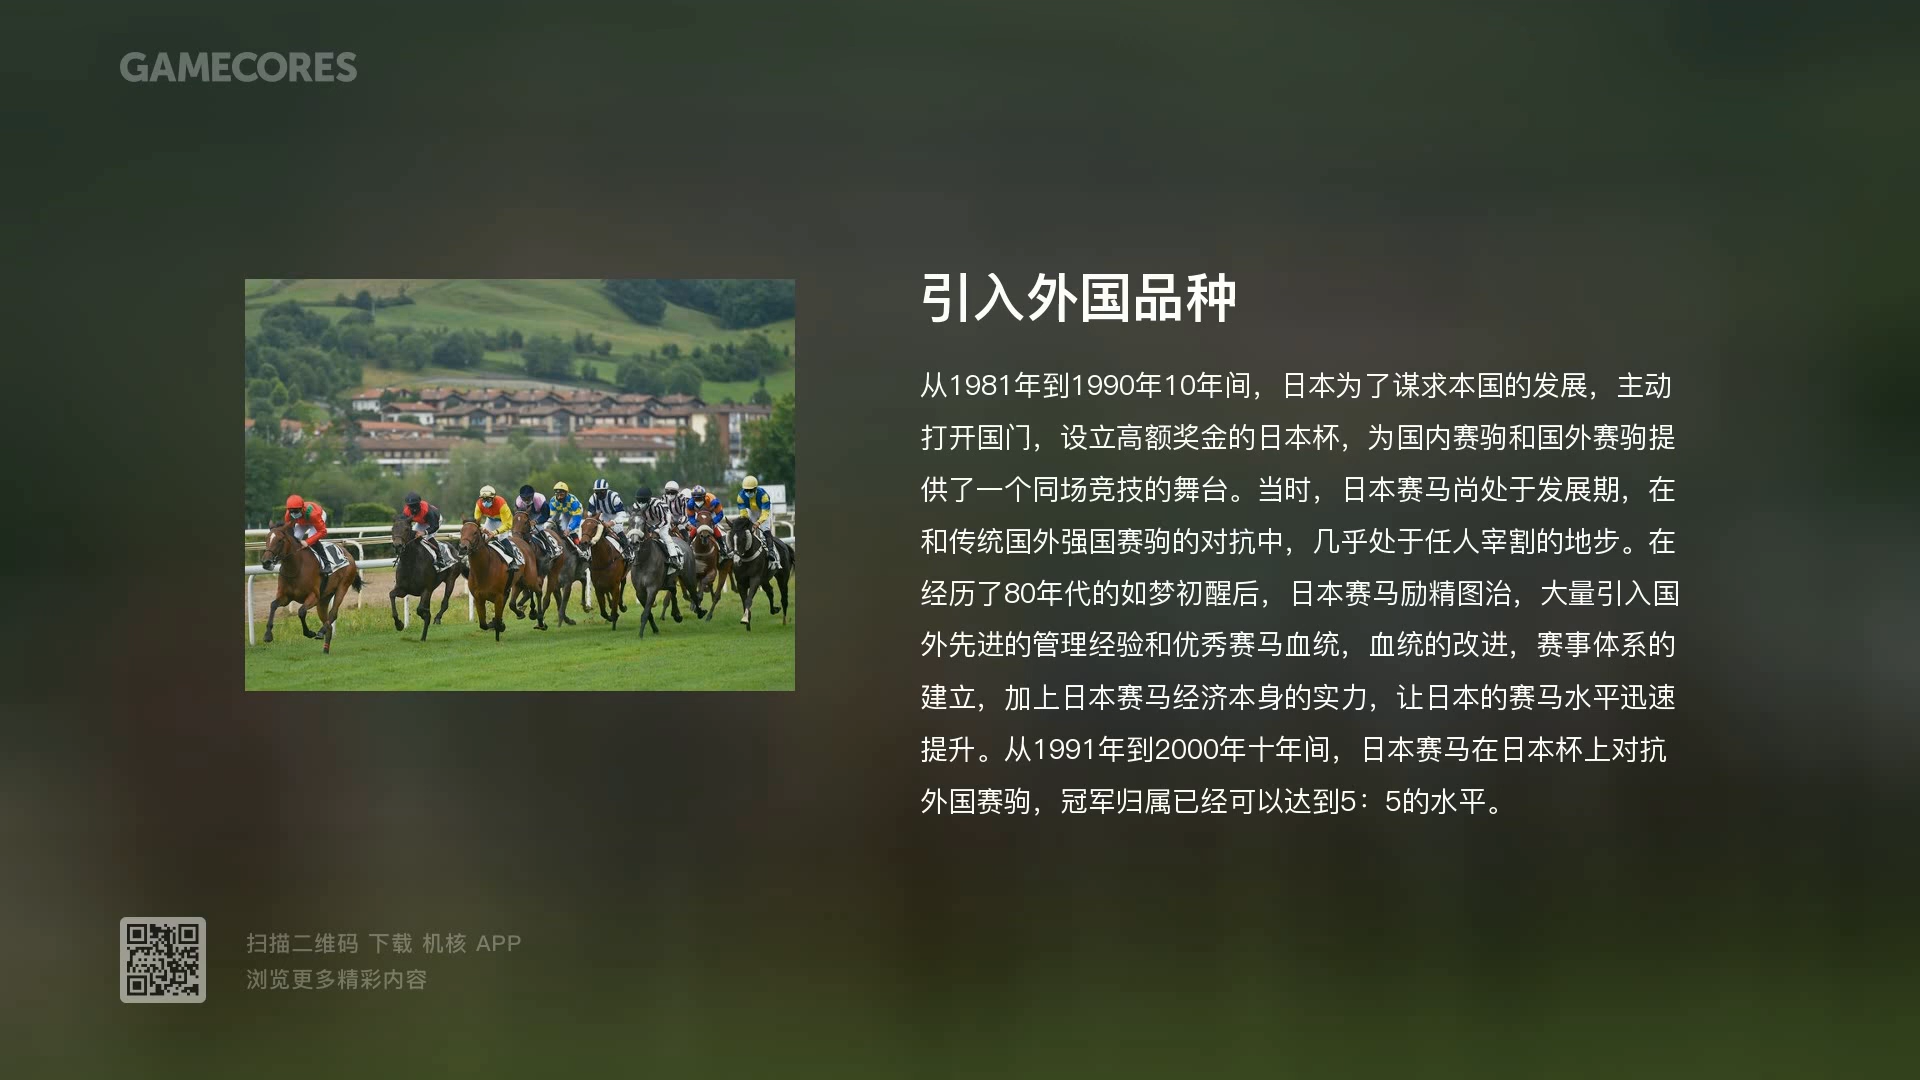 GAMECORES
引入外国品种
从1981年到1990年10年间，日本为了谋求本国的发展，主动
打开国门，设立高额奖金的日本杯，为国内赛驹和国外赛驹提
供了一个同场竞技的舞台。当时，日本赛马尚处于发展期，在
和传统国外强国赛驹的对抗中，几乎处于任人宰割的地步。在
经历了80年代的如梦初醒后，日本赛马励精图治，大量引入国
外先进的管理经验和优秀赛马血统，血统的改进，赛事体系的
建立，加上日本赛马经济本身的实力，让日本的赛马水平迅速
提升。从1991年到2000年十年间，日本赛马在日本杯上对抗
外国赛驹，冠军归属已经可以达到5：5的水平。
扫描二维码 下载 机核 APP
浏览更多精彩内容